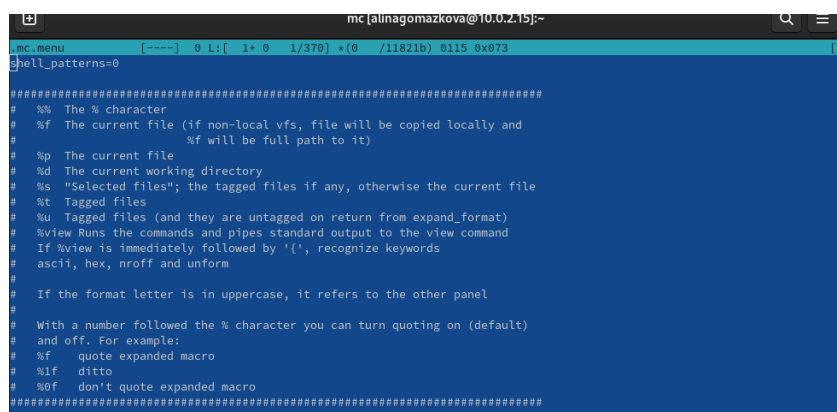 mc [alinagomazkova@10.0.2.15]:~
.mc.menu [----] 0 L:[ 1+ 0 1/370] *(0 /11821b) 0115 0x073 [
shell_patterns=0
###############################################################################
# %% The % character
# %f The current file (if non-local vfs, file will be copied locally and
# %f will be full path to it)
# %p The current file
# %d The current working directory
# %s "Selected files"; the tagged files if any, otherwise the current file
# %t Tagged files
# %u Tagged files (and they are untagged on return from expand_format)
# %view Runs the commands and pipes standard output to the view command
# If %view is immediately followed by '{', recognize keywords
# ascii, hex, nroff and unform
#
# If the format letter is in uppercase, it refers to the other panel
#
# With a number followed the % character you can turn quoting on (default)
# and off. For example:
# %f quote expanded macro
# %1f ditto
# %0f don't quote expanded macro
###############################################################################